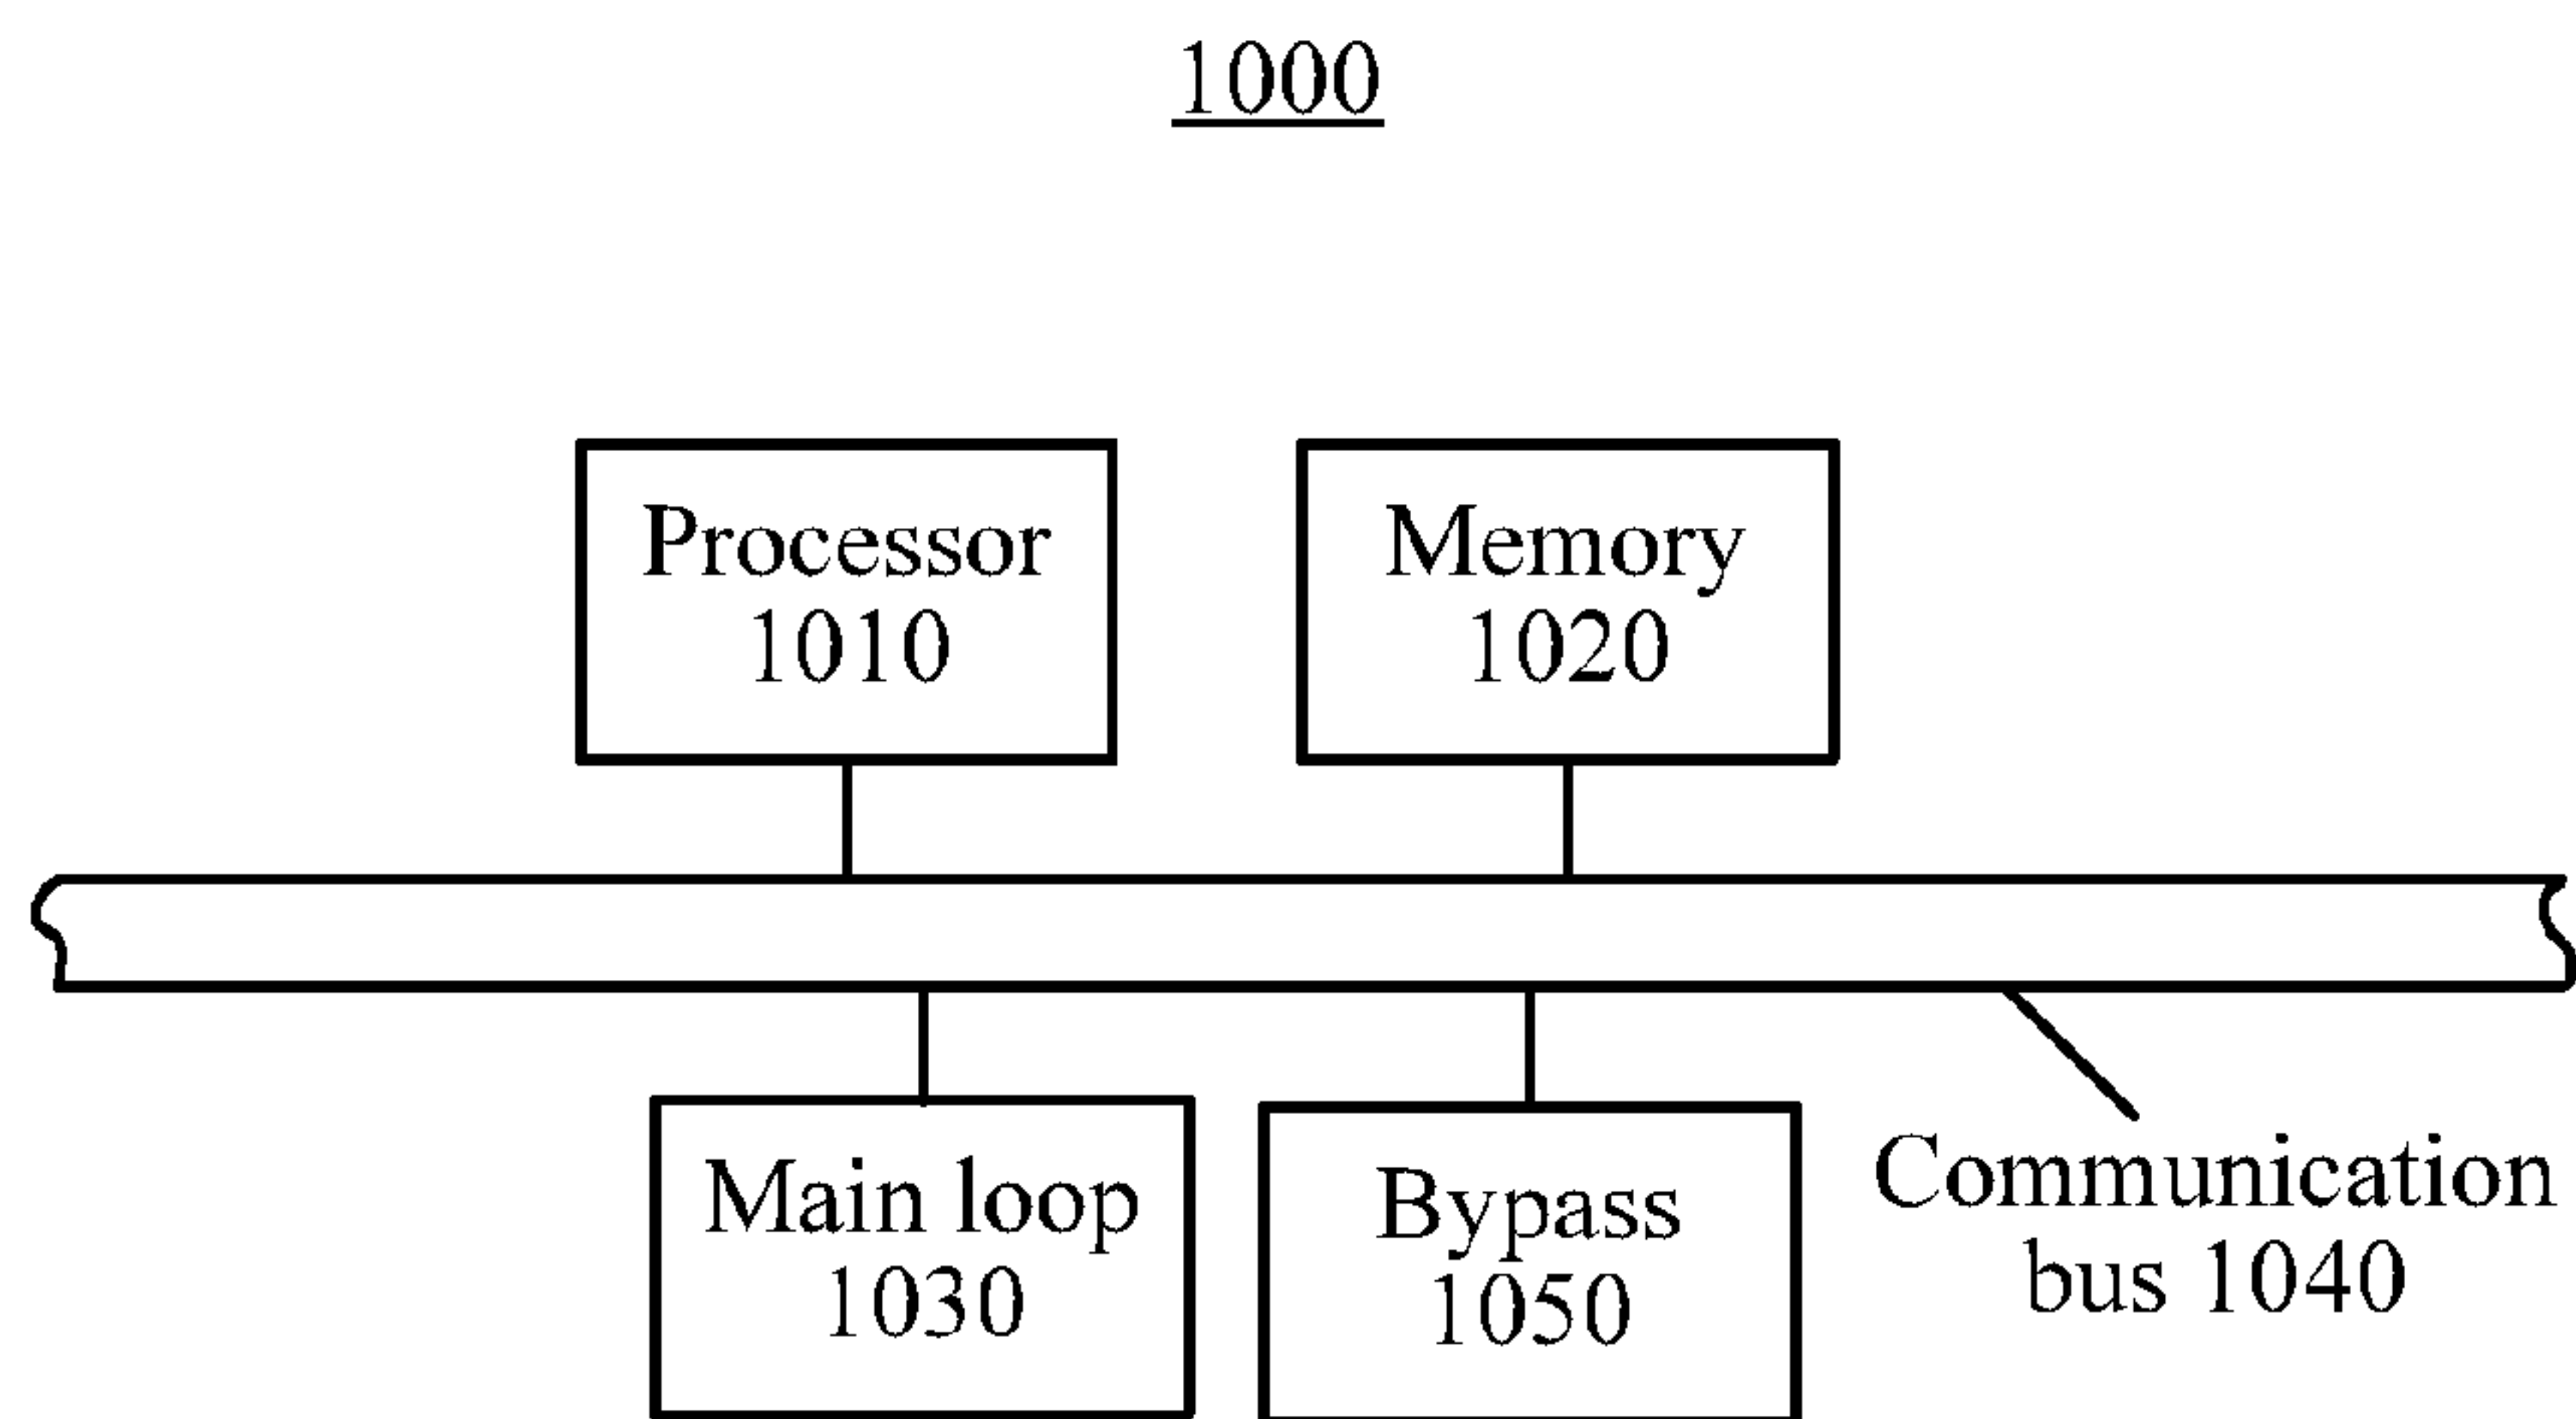 1000
Processor
1010
Memory
1020
Main loop
1030
Bypass
1050
Communication
bus 1040